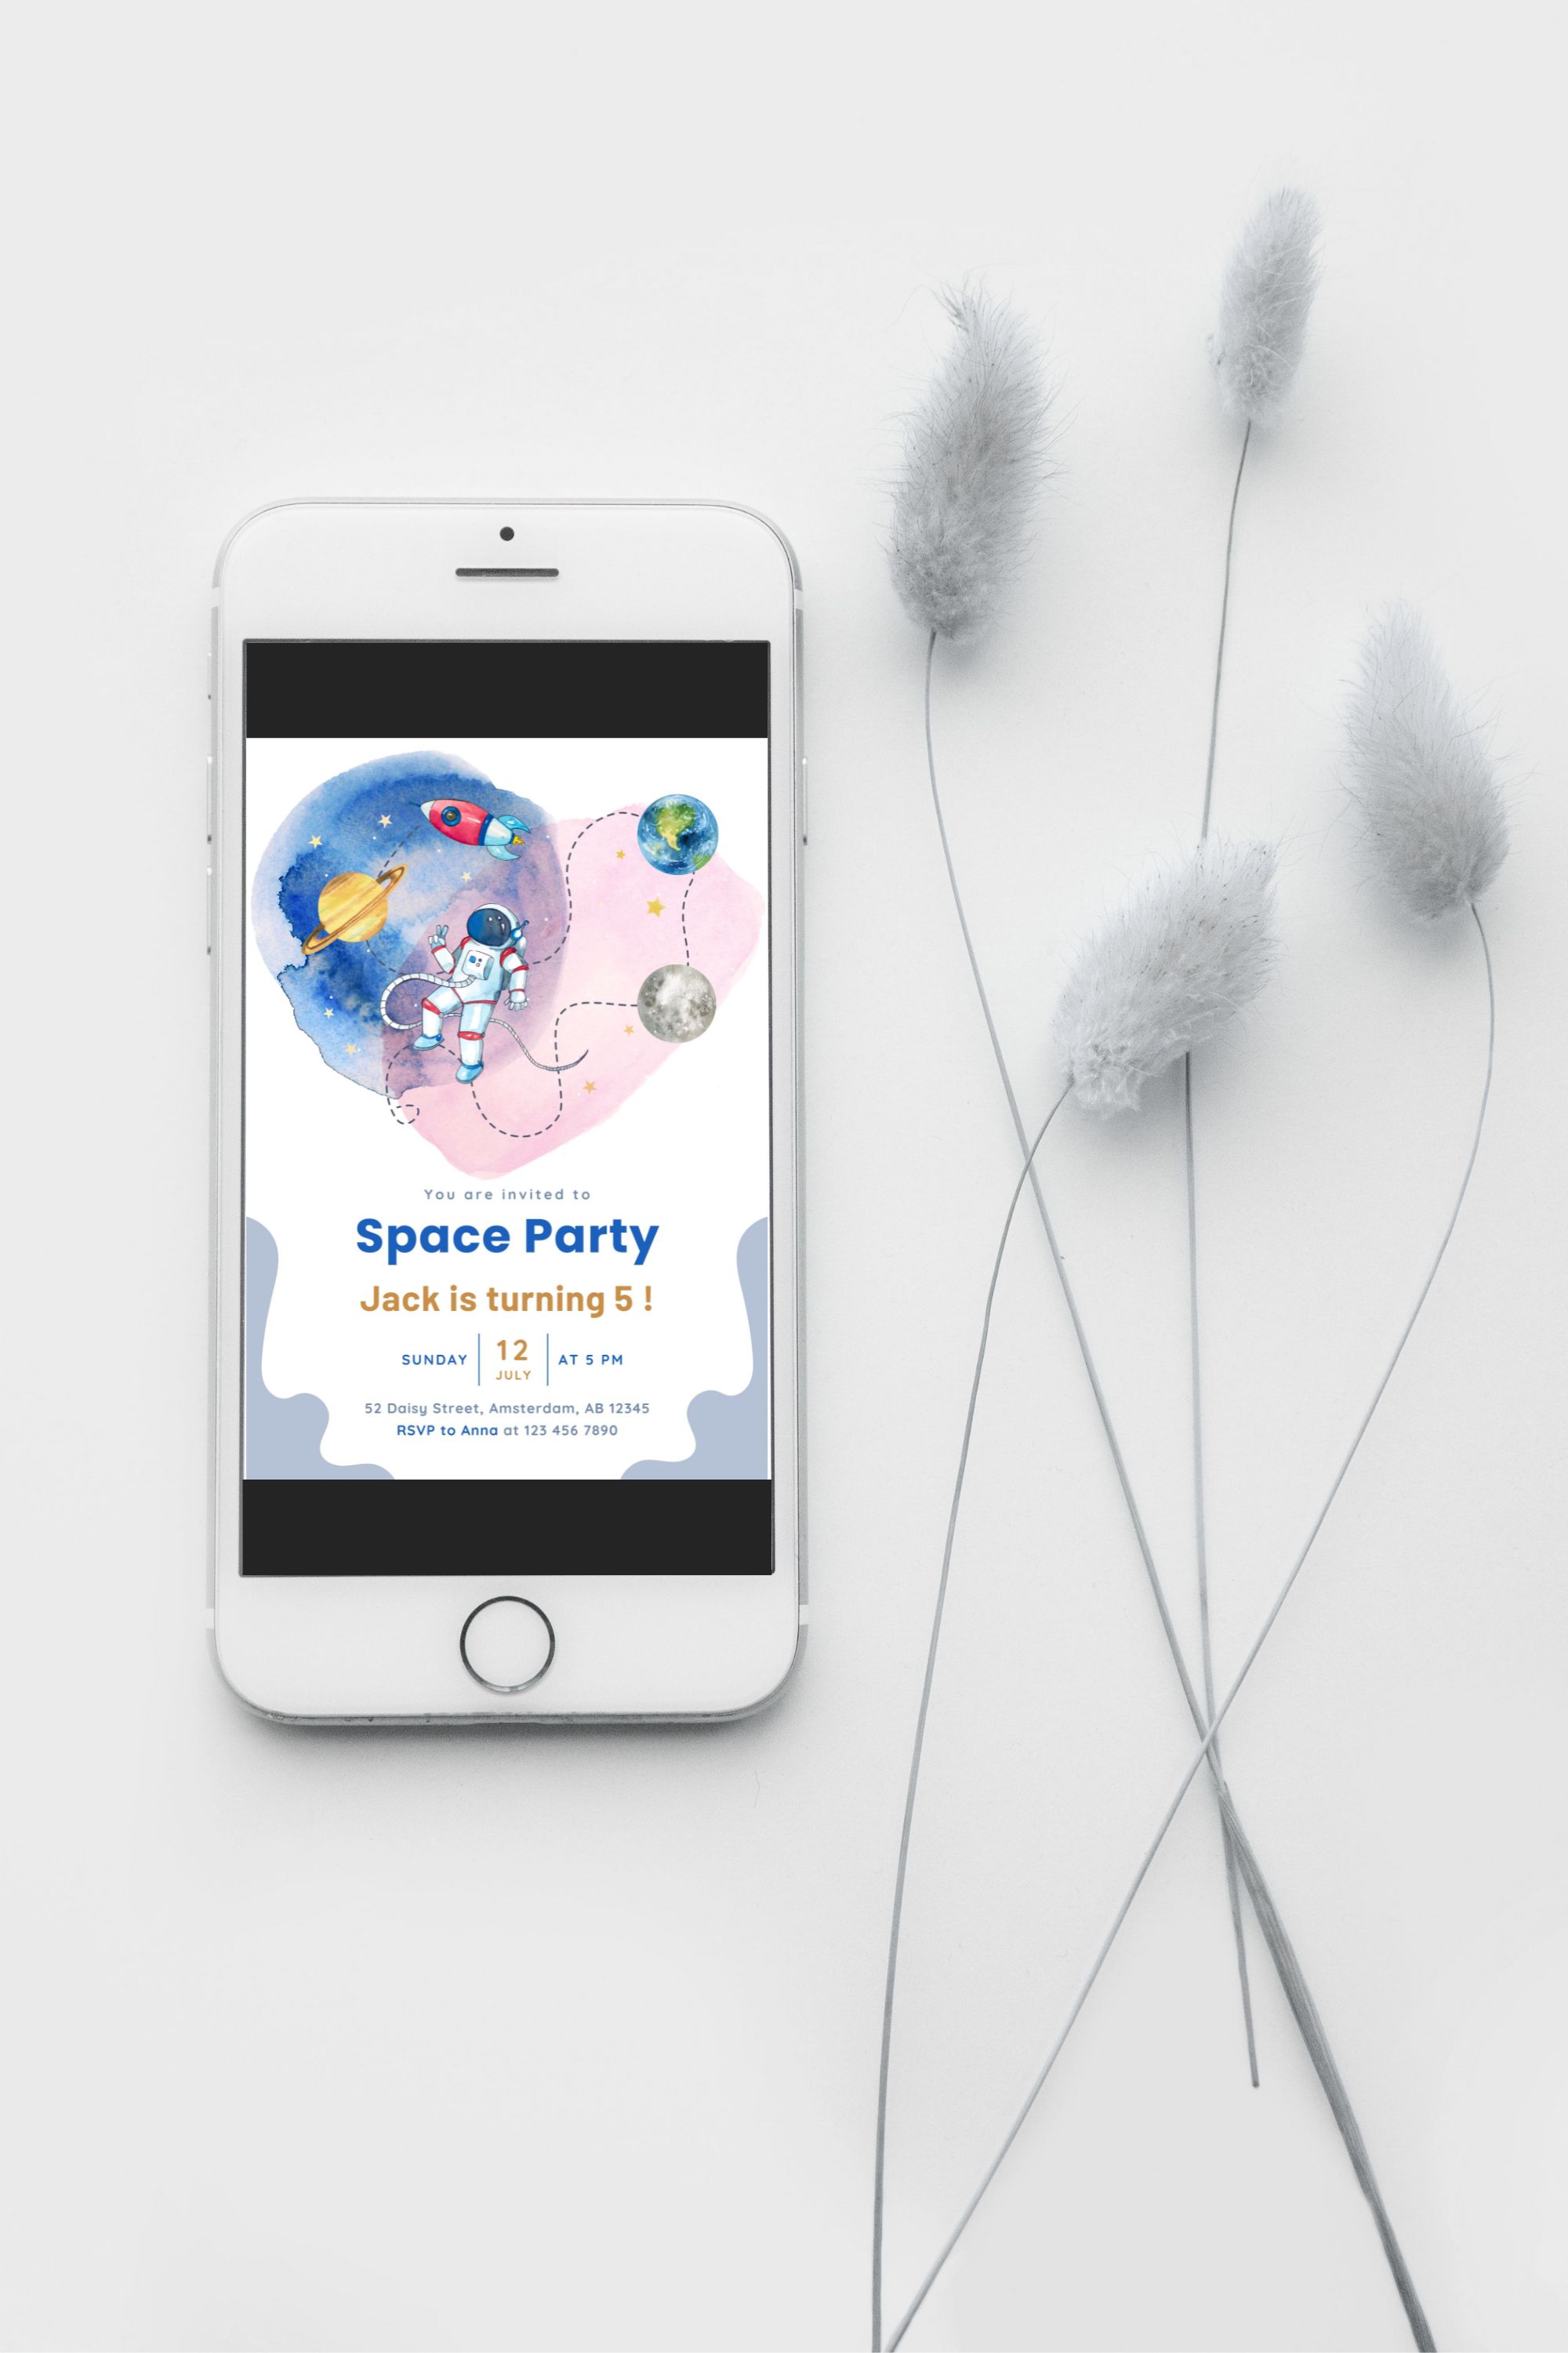 You are invited to
Space Party
Jack is turning 5 !
SUNDAY 12 JULY AT 5 PM
52 Daisy Street, Amsterdam, AB 12345
RSVP to Anna at 123 456 7890